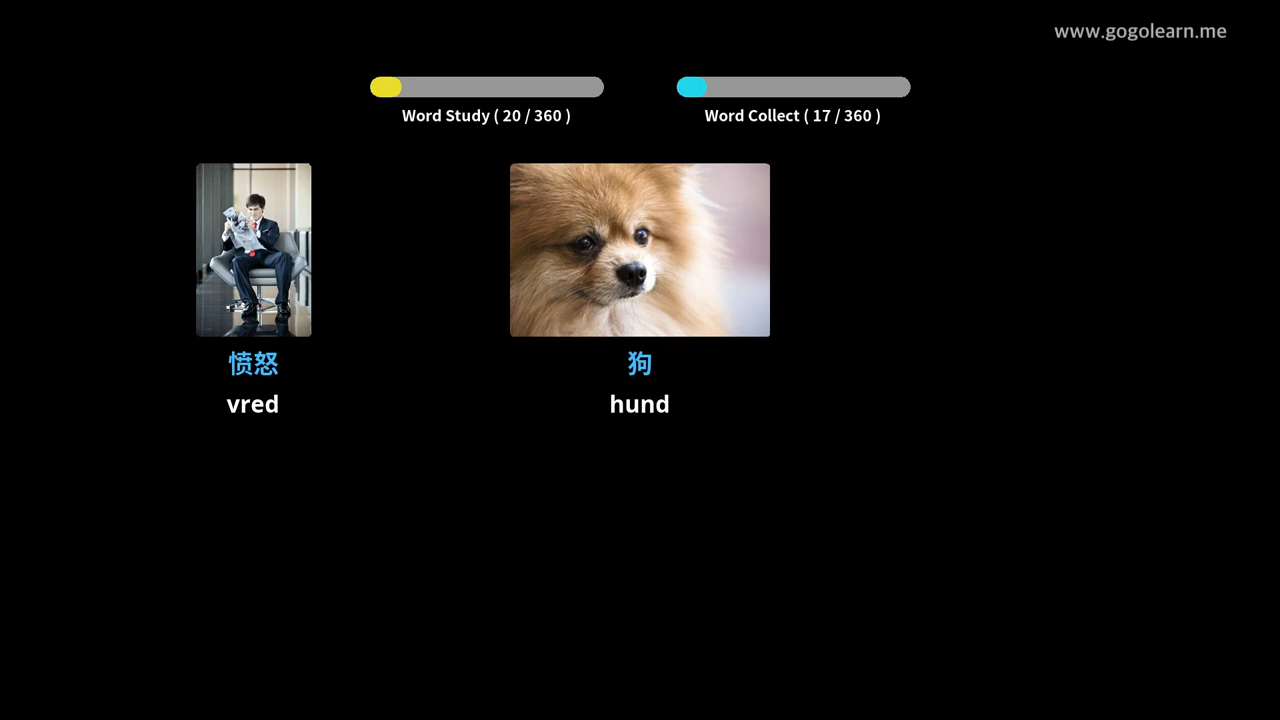 www.gogolearn.me
Word Study ( 20 / 360 )
Word Collect ( 17 / 360 )
愤怒
狗
vred
hund